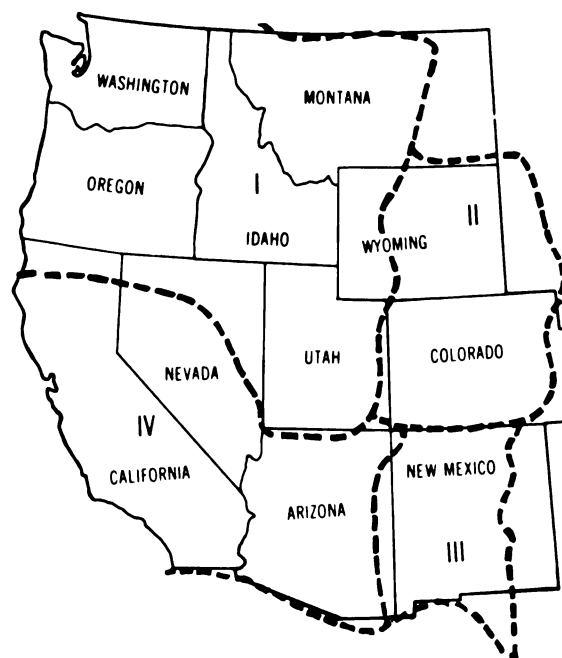 WASHINGTON
MONTANA
OREGON
I
IDAHO
II
WYOMING
UTAH
COLORADO
NEVADA
IV
CALIFORNIA
NEW MEXICO
ARIZONA
III